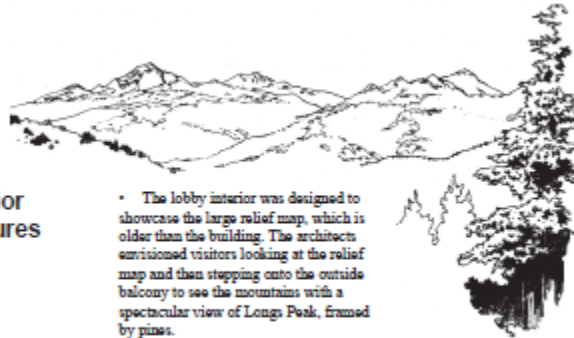 ior
ures
• The lobby interior was designed to
showcase the large relief map, which is
older than the building. The architects
envisioned visitors looking at the relief
map and then stepping onto the outside
balcony to see the mountains with a
spectacular view of Longs Peak, framed
by pines.